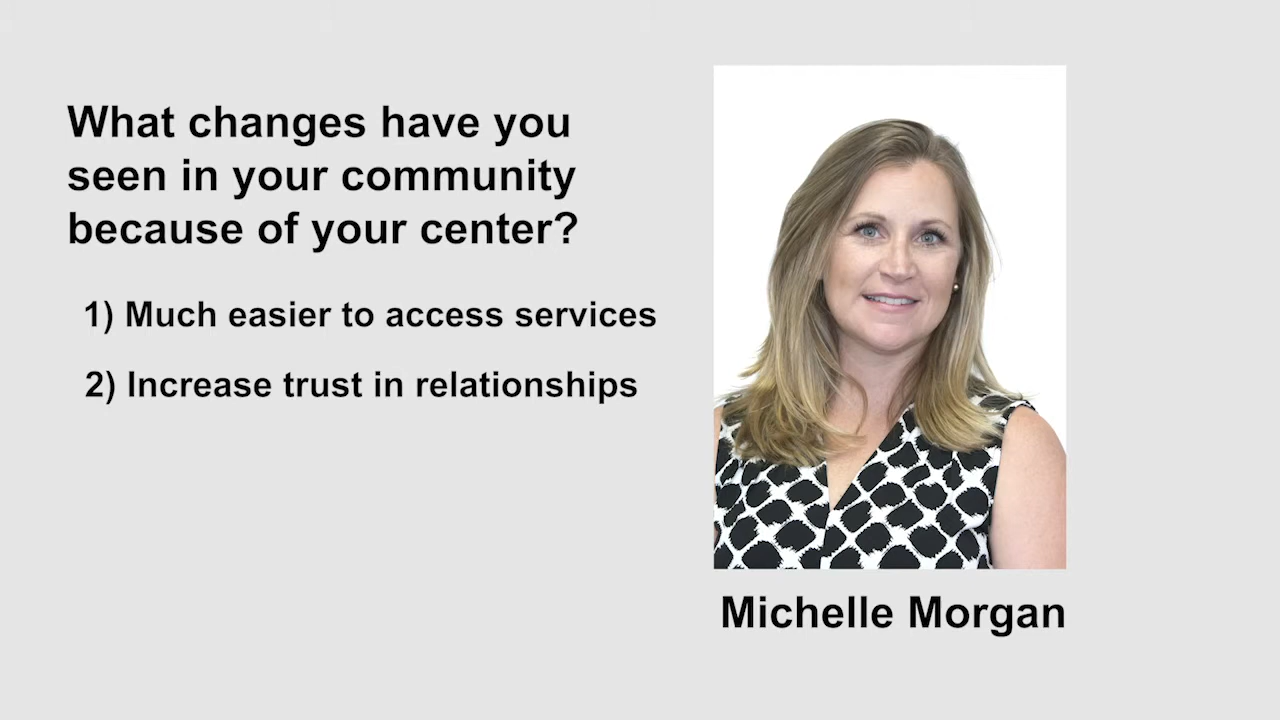 What changes have you
seen in your community
because of your center?
1) Much easier to access services
2) Increase trust in relationships
Michelle Morgan